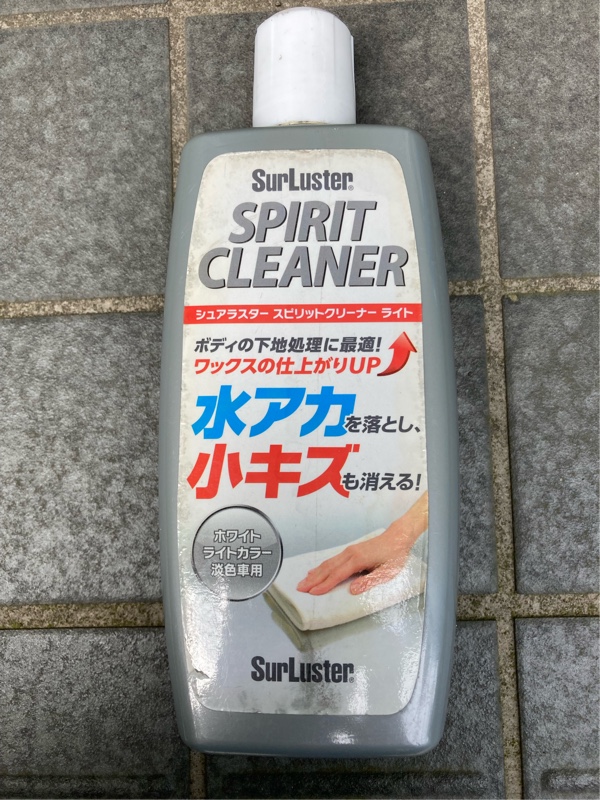 SurLuster®
SPIRIT
CLEANER
シュアラスター スピリットクリーナー ライト
ボディの下地処理に最適!
ワックスの仕上がりUP
水アカを落とし、
小キズも消える!
ホワイト
ライトカラー
淡色車用
SurLuster®